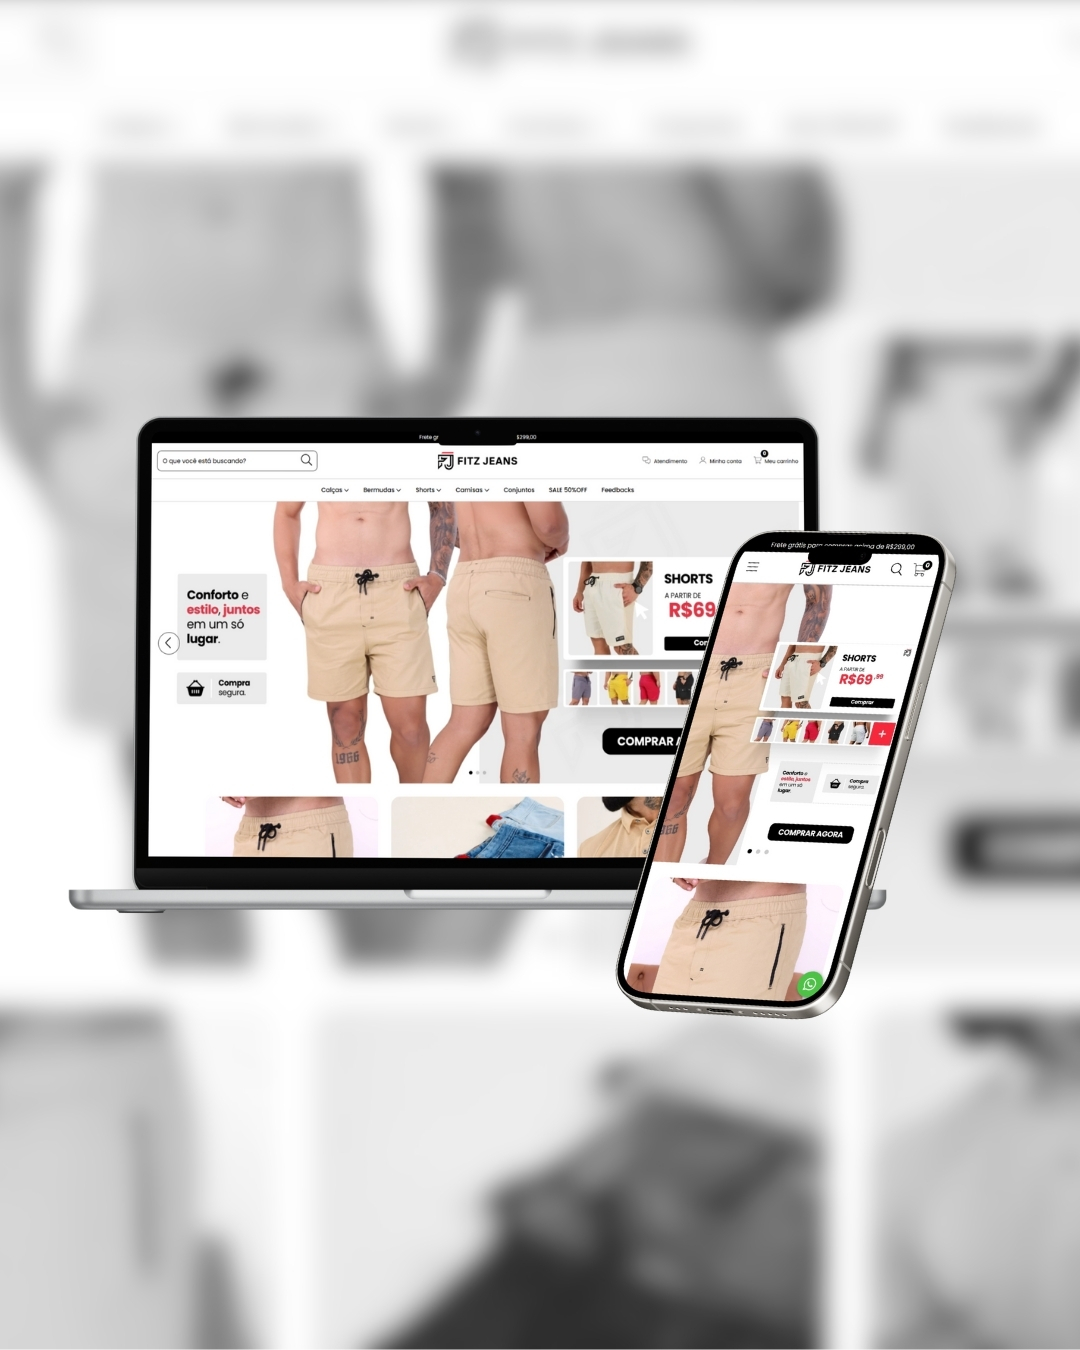 Frete gr
$299,00
O que você está buscando?
FITZ JEANS
Atendimento
Minha conta
0
Meu carrinho
Calças
Bermudas
Shorts
Camisas
Conjuntos
SALE 50%OFF
Feedbacks
Conforto e
estilo, juntos
em um só
lugar.
Compra
segura.
1966
SHORTS
A PARTIR DE
R$69
Com
COMPRAR A
Frete grátis para compras acima de R$299,00
FITZ JEANS
0
SHORTS
A PARTIR DE
R$69,99
Comprar
+
Conforto e
estilo, juntos
em um só
lugar.
Compra
segura.
COMPRAR AGORA